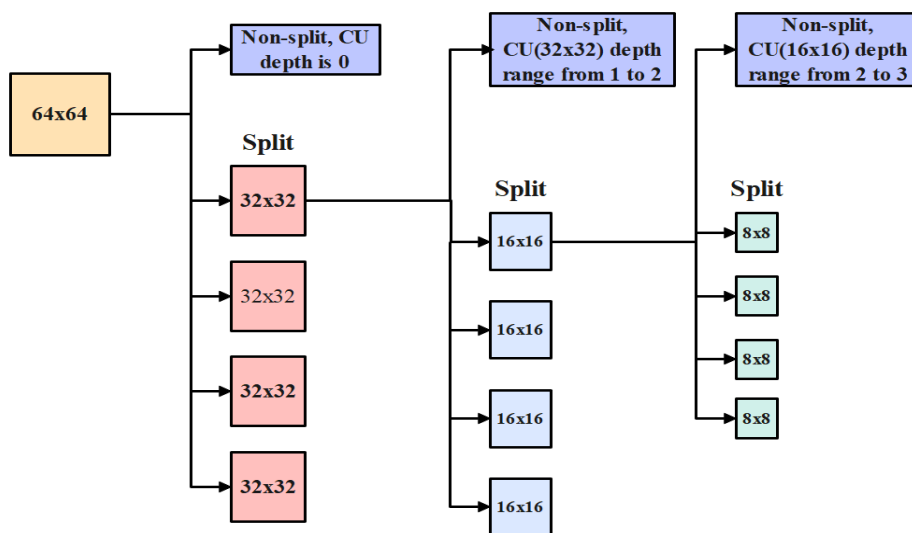 Non-split, CU
depth is 0
Non-split,
CU(32x32) depth
range from 1 to 2
Non-split,
CU(16x16) depth
range from 2 to 3
64x64
Split
32x32
32x32
32x32
32x32
Split
16x16
16x16
16x16
16x16
Split
8x8
8x8
8x8
8x8